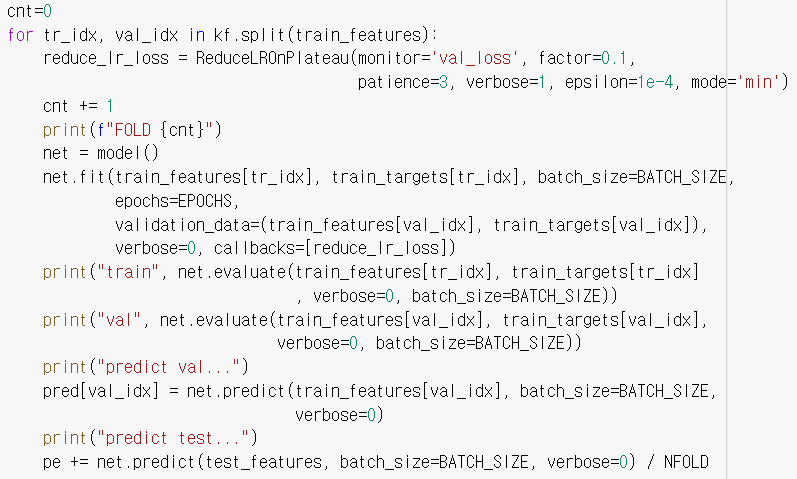 cnt=0
for tr_idx, val_idx in kf.split(train_features):
    reduce_lr_loss = ReduceLROnPlateau(monitor='val_loss', factor=0.1,
                                       patience=3, verbose=1, epsilon=1e-4, mode='min')
    cnt += 1
    print(f"FOLD {cnt}")
    net = model()
    net.fit(train_features[tr_idx], train_targets[tr_idx], batch_size=BATCH_SIZE,
            epochs=EPOCHS,
            validation_data=(train_features[val_idx], train_targets[val_idx]),
            verbose=0, callbacks=[reduce_lr_loss])
    print("train", net.evaluate(train_features[tr_idx], train_targets[tr_idx]
                                , verbose=0, batch_size=BATCH_SIZE))
    print("val", net.evaluate(train_features[val_idx], train_targets[val_idx],
                              verbose=0, batch_size=BATCH_SIZE))
    print("predict val...")
    pred[val_idx] = net.predict(train_features[val_idx], batch_size=BATCH_SIZE,
                                verbose=0)
    print("predict test...")
    pe += net.predict(test_features, batch_size=BATCH_SIZE, verbose=0) / NFOLD